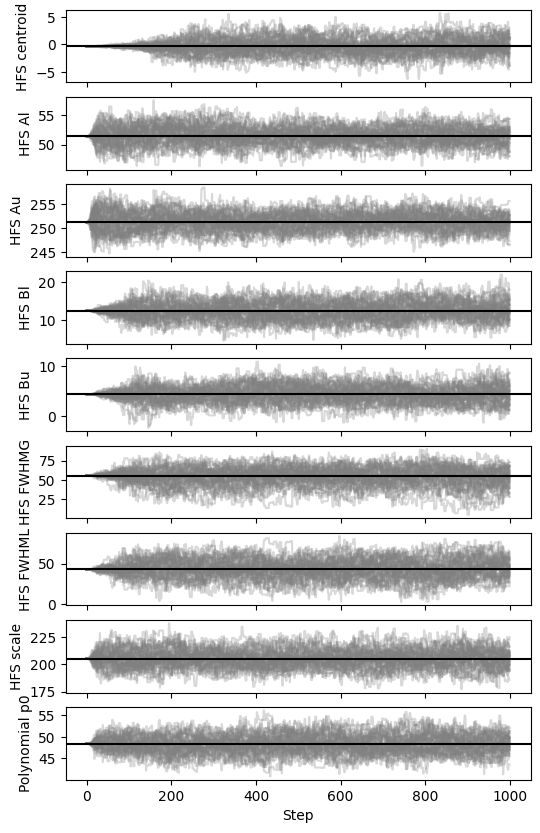 HFS centroid
5
0
−5
HFS Al
55
50
HFS Au
255
250
245
HFS Bl
20
10
HFS Bu
10
0
HFS FWHMG
75
50
25
HFS FWHML
50
0
HFS scale
225
200
175
Polynomial p0
55
50
45
0 200 400 600 800 1000
Step